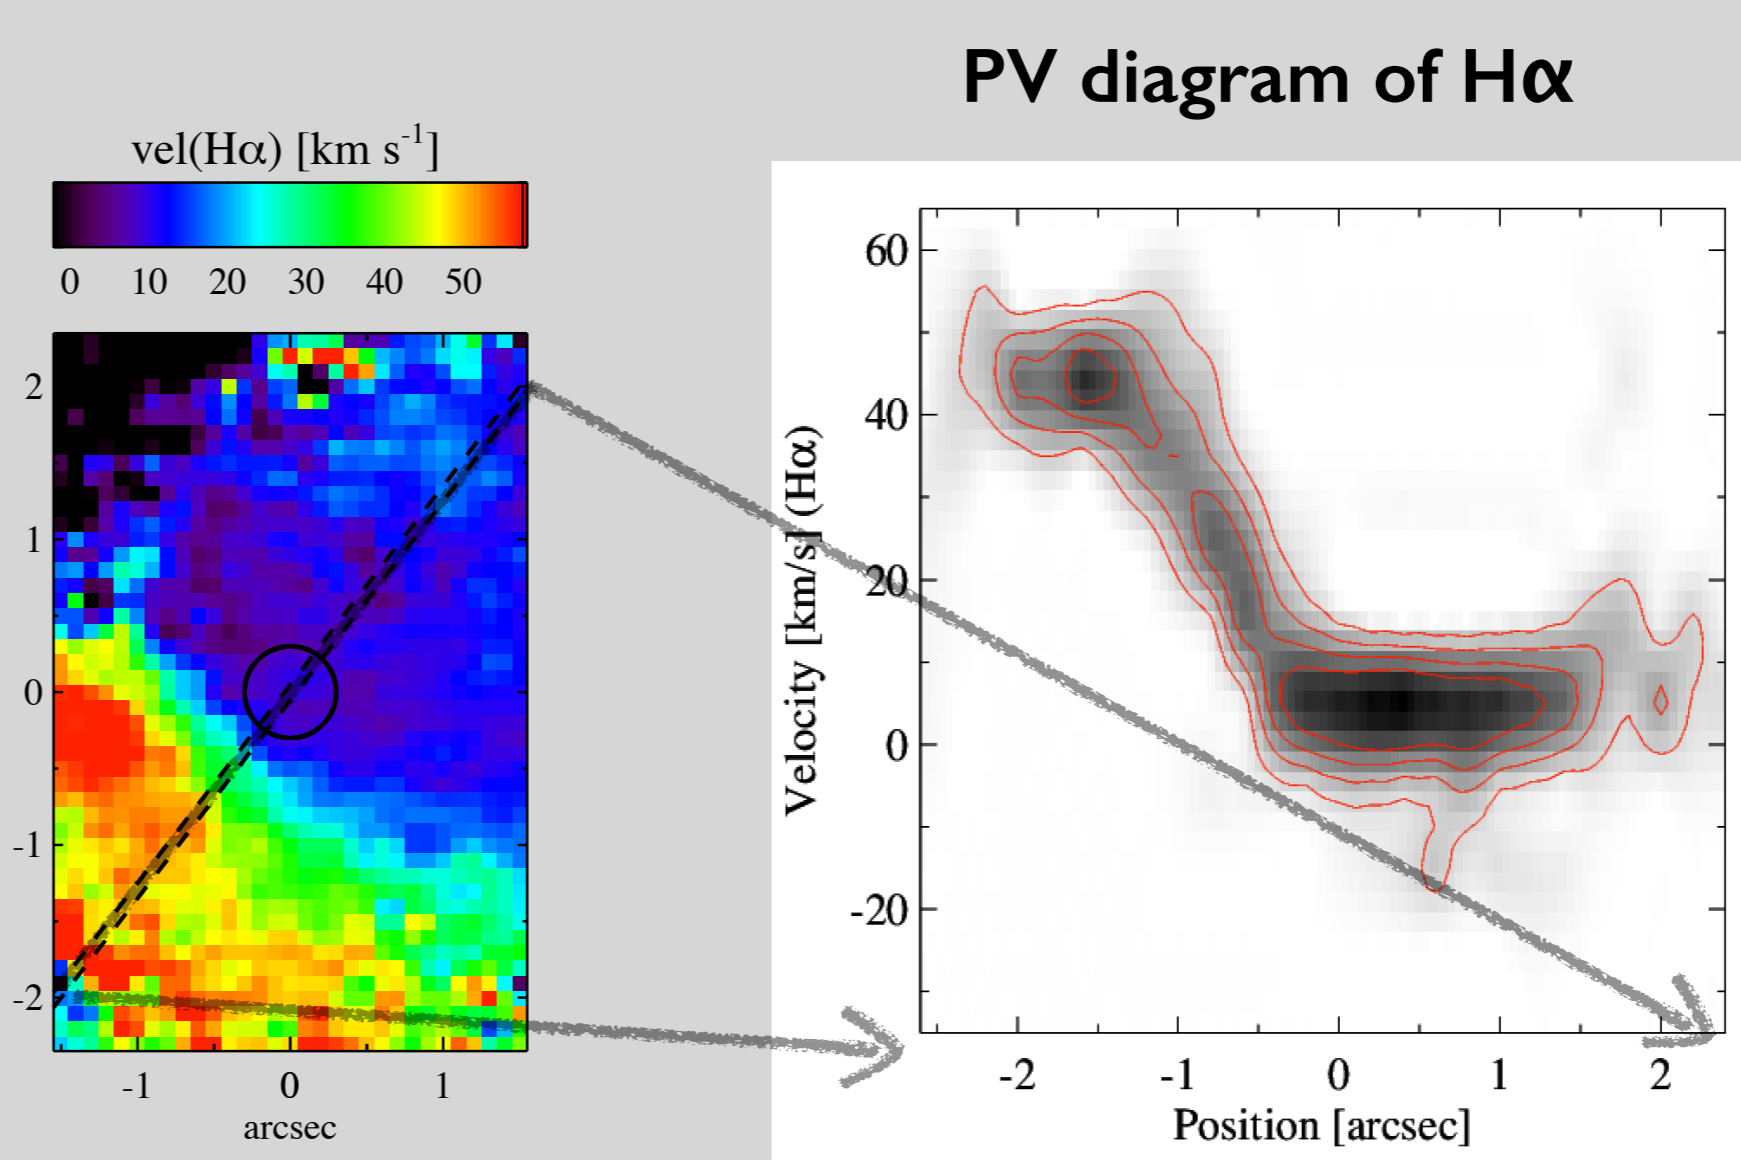 PV diagram of Hα
vel(Hα) [km s⁻¹]
0 10 20 30 40 50
2
1
0
-1
-2
-1 0 1
arcsec
Velocity [km/s] (Hα)
60
40
20
0
-20
-2 -1 0 1 2
Position [arcsec]